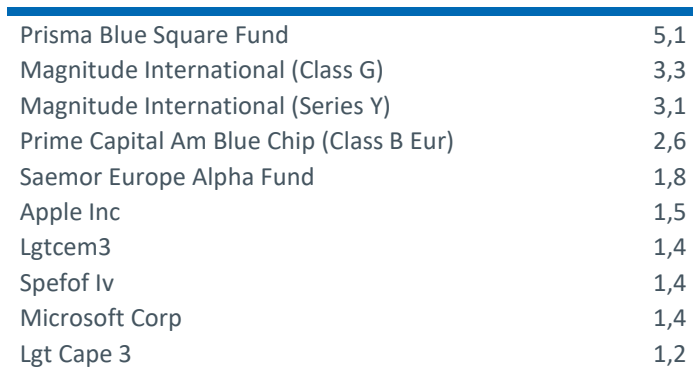 Prisma Blue Square Fund 5,1
Magnitude International (Class G) 3,3
Magnitude International (Series Y) 3,1
Prime Capital Am Blue Chip (Class B Eur) 2,6
Saemor Europe Alpha Fund 1,8
Apple Inc 1,5
Lgtcem3 1,4
Spefof Iv 1,4
Microsoft Corp 1,4
Lgt Cape 3 1,2